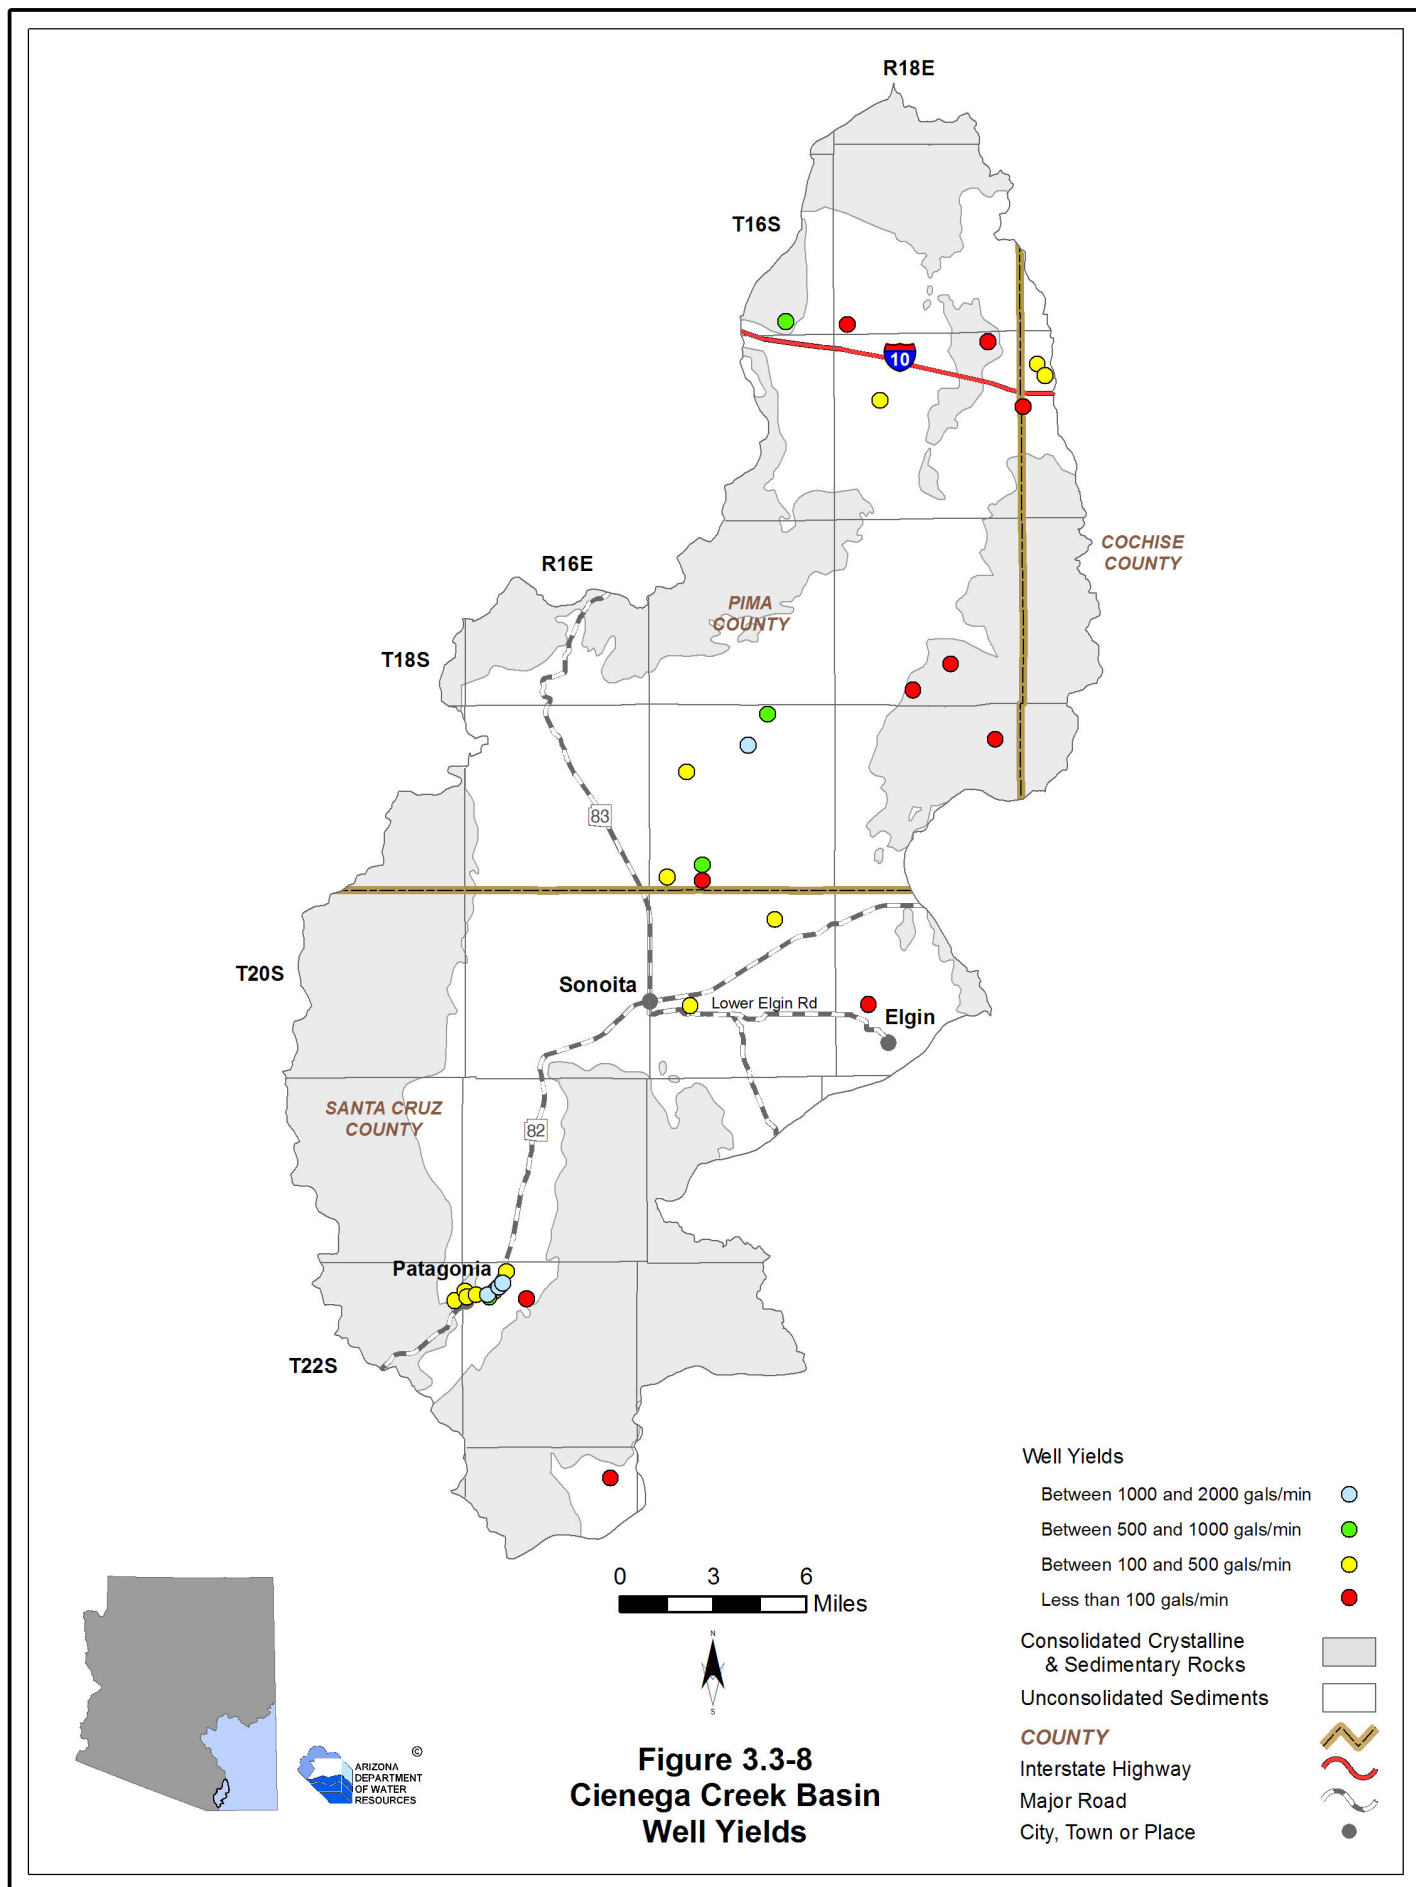 R18E
T16S
10
COCHISE
COUNTY
R16E
PIMA
COUNTY
T18S
83
T20S
Sonoita
Lower Elgin Rd
Elgin
SANTA CRUZ
COUNTY
82
Patagonia
T22S
Well Yields
Between 1000 and 2000 gals/min
Between 500 and 1000 gals/min
Between 100 and 500 gals/min
Less than 100 gals/min
Consolidated Crystalline
& Sedimentary Rocks
Unconsolidated Sediments
COUNTY
Interstate Highway
Major Road
City, Town or Place
0 3 6
Miles
N
S
©
ARIZONA
DEPARTMENT
OF WATER
RESOURCES
Figure 3.3-8
Cienega Creek Basin
Well Yields